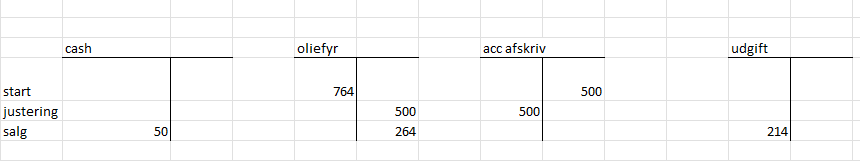 cash oliefyr acc afskriv udgift
start 764 500
justering 500 500
salg 50 264 214